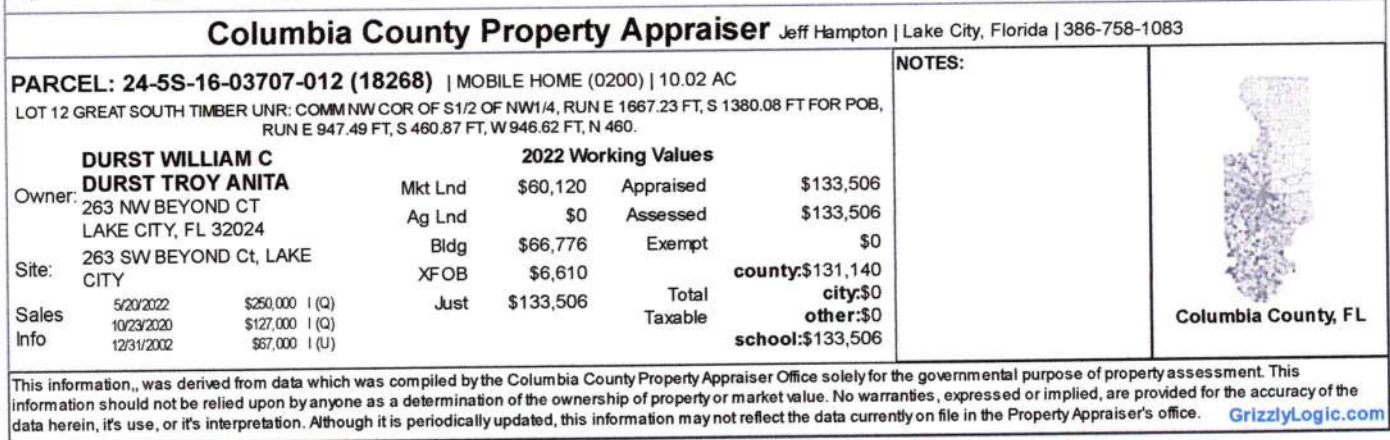 Columbia County Property Appraiser Jeff Hampton | Lake City, Florida | 386-758-1083
PARCEL: 24-5S-16-03707-012 (18268) | MOBILE HOME (0200) | 10.02 AC
LOT 12 GREAT SOUTH TIMBER UNR: COMM NW COR OF S1/2 OF NW1/4, RUN E 1667.23 FT, S 1380.08 FT FOR POB,
RUN E 947.49 FT, S 460.87 FT, W 946.62 FT, N 460.
NOTES:
Owner:
DURST WILLIAM C
DURST TROY ANITA
263 NW BEYOND CT
LAKE CITY, FL 32024
Site:
263 SW BEYOND Ct, LAKE
CITY
Sales
Info
5/20/2022 $250,000 I (Q)
10/23/2020 $127,000 I (Q)
12/31/2002 $67,000 I (U)
2022 Working Values
Mkt Lnd $60,120 Appraised $133,506
Ag Lnd $0 Assessed $133,506
Bldg $66,776 Exempt $0
XFOB $6,610
Just $133,506
Total
Taxable
county:$131,140
city:$0
other:$0
school:$133,506
Columbia County, FL
This information,, was derived from data which was compiled by the Columbia County Property Appraiser Office solely for the governmental purpose of property assessment. This
information should not be relied upon by anyone as a determination of the ownership of property or market value. No warranties, expressed or implied, are provided for the accuracy of the
data herein, it's use, or it's interpretation. Although it is periodically updated, this information may not reflect the data currently on file in the Property Appraiser's office. GrizzlyLogic.com